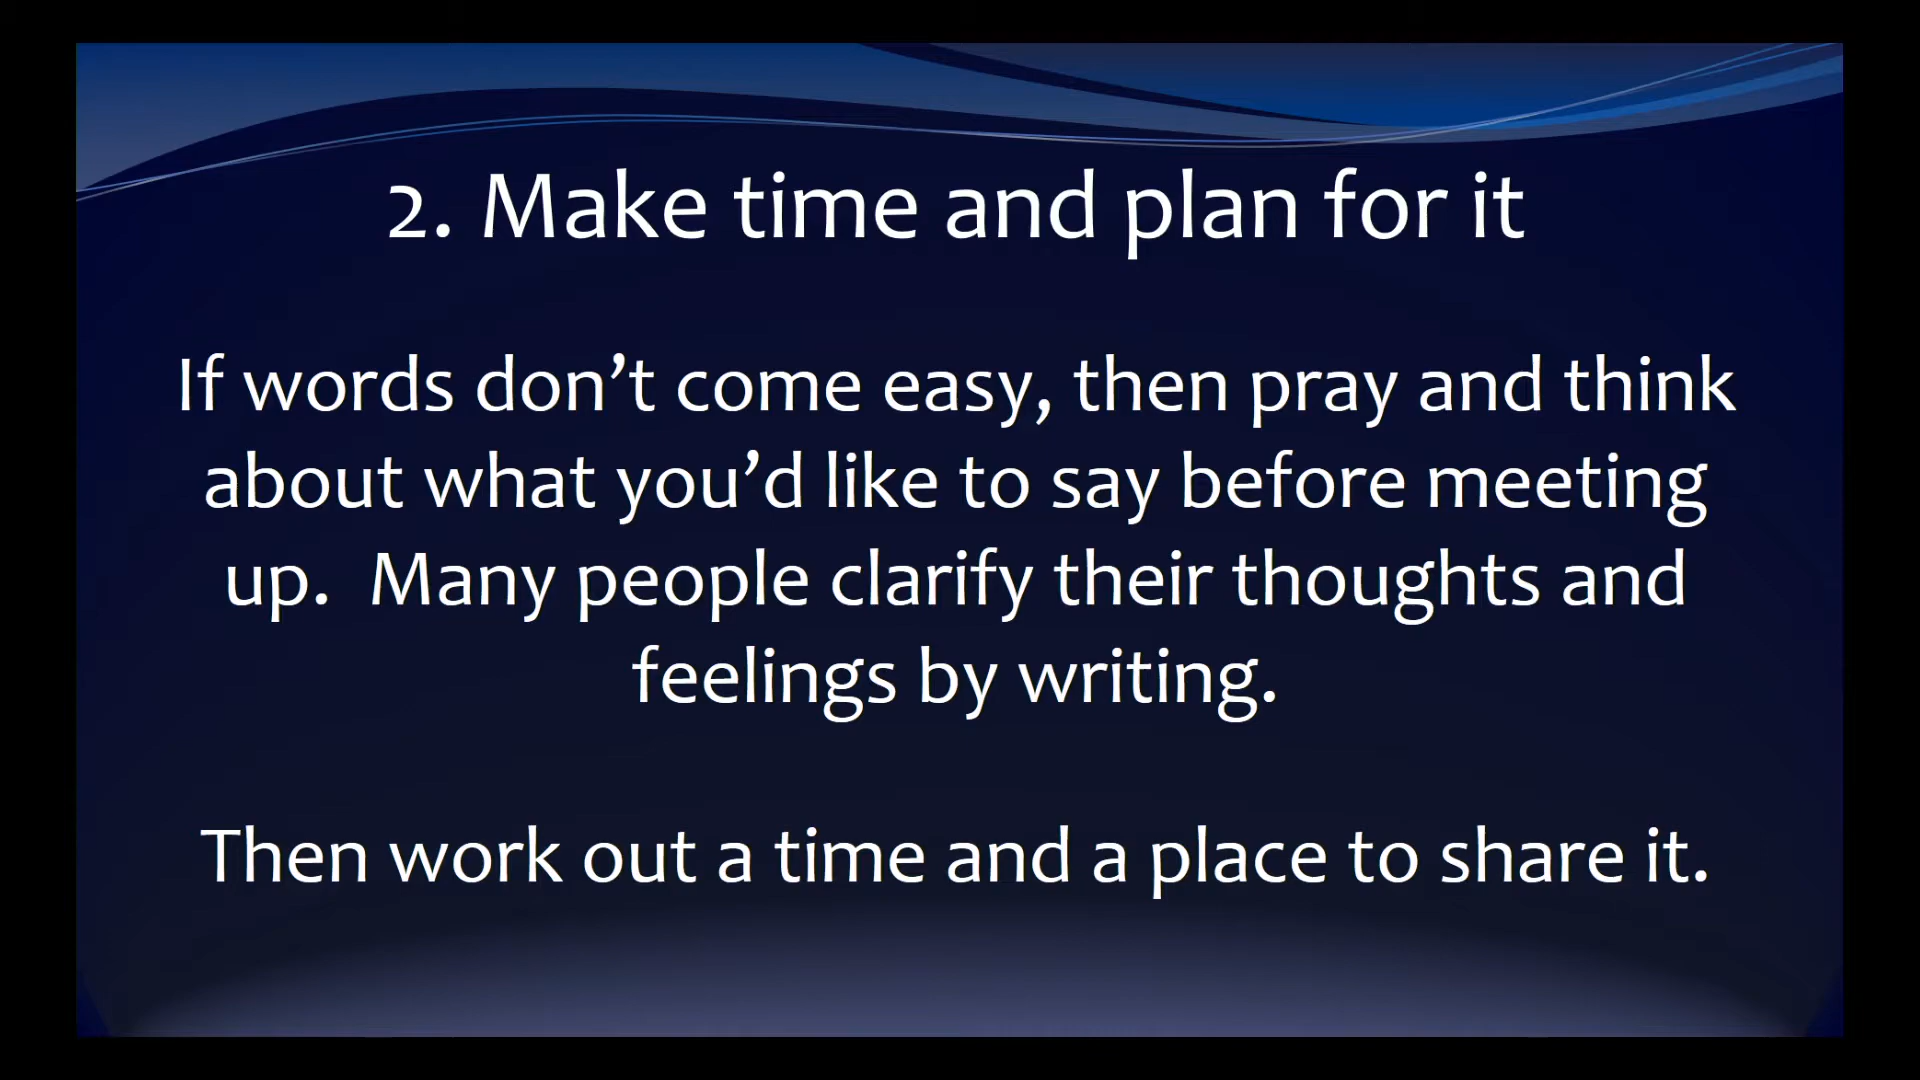 2. Make time and plan for it
If words don’t come easy, then pray and think
about what you’d like to say before meeting
up.  Many people clarify their thoughts and
feelings by writing.
Then work out a time and a place to share it.